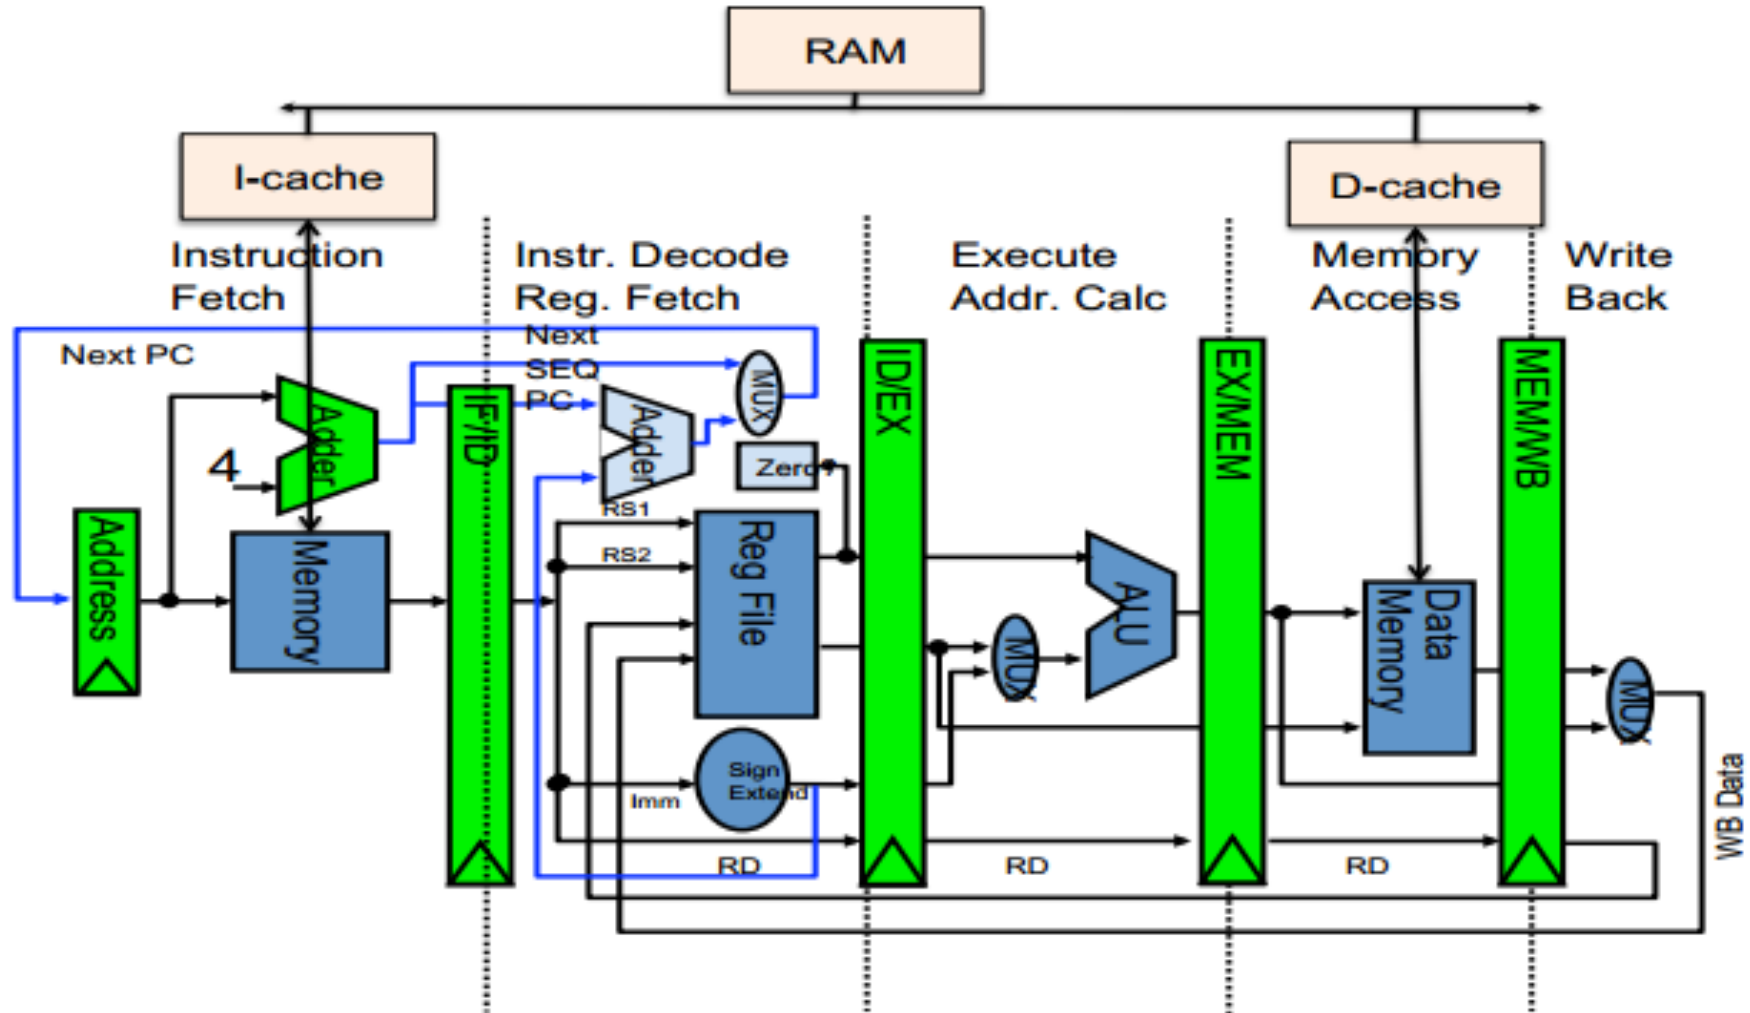 RAM
I-cache
D-cache
Instruction
Fetch
Instr. Decode
Reg. Fetch
Execute
Addr. Calc
Memory
Access
Write
Back
Next PC
Next
SEQ
PC
MUX
Adder
4
IF/ID
Adder
Zero?
ID/EX
EX/MEM
MEM/WB
Address
Memory
RS1
RS2
Reg File
MUX
ALU
Data
Memory
MUX
Sign
Extend
Imm
RD
RD
RD
WB Data